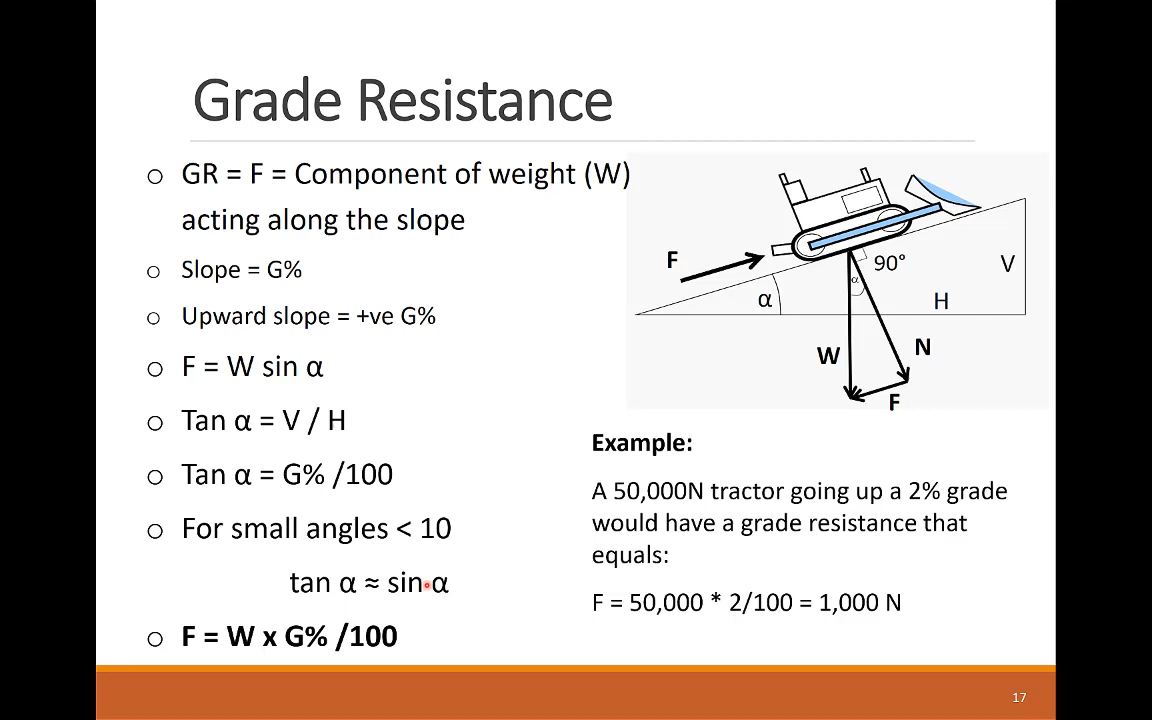 Grade Resistance
o GR = F = Component of weight (W)
acting along the slope
o Slope = G%
o Upward slope = +ve G%
o F = W sin α
o Tan α = V / H
o Tan α = G% /100
o For small angles < 10
tan α ≈ sin α
o F = W x G% /100
F
α
90°
α
V
H
W
N
F
Example:
A 50,000N tractor going up a 2% grade
would have a grade resistance that
equals:
F = 50,000 * 2/100 = 1,000 N
17